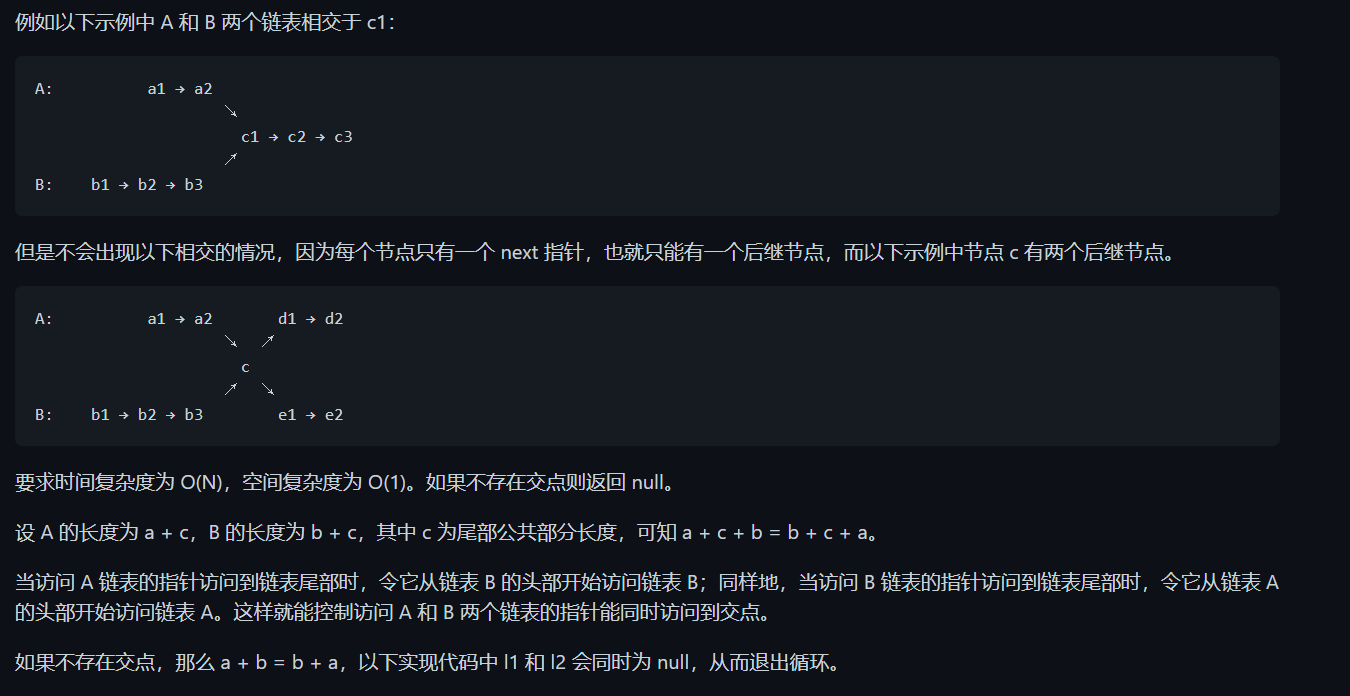 例如以下示例中 A 和 B 两个链表相交于 c1：
A:          a1 → a2
                    ↘
                      c1 → c2 → c3
                    ↗
B:    b1 → b2 → b3
但是不会出现以下相交的情况，因为每个节点只有一个 next 指针，也就只能有一个后继节点，而以下示例中节点 c 有两个后继节点。
A:          a1 → a2       d1 → d2
                    ↘  ↗
                      c
                    ↗  ↘
B:    b1 → b2 → b3        e1 → e2
要求时间复杂度为 O(N)，空间复杂度为 O(1)。如果不存在交点则返回 null。
设 A 的长度为 a + c，B 的长度为 b + c，其中 c 为尾部公共部分长度，可知 a + c + b = b + c + a。
当访问 A 链表的指针访问到链表尾部时，令它从链表 B 的头部开始访问链表 B；同样地，当访问 B 链表的指针访问到链表尾部时，令它从链表 A
的头部开始访问链表 A。这样就能控制访问 A 和 B 两个链表的指针能同时访问到交点。
如果不存在交点，那么 a + b = b + a，以下实现代码中 l1 和 l2 会同时为 null，从而退出循环。